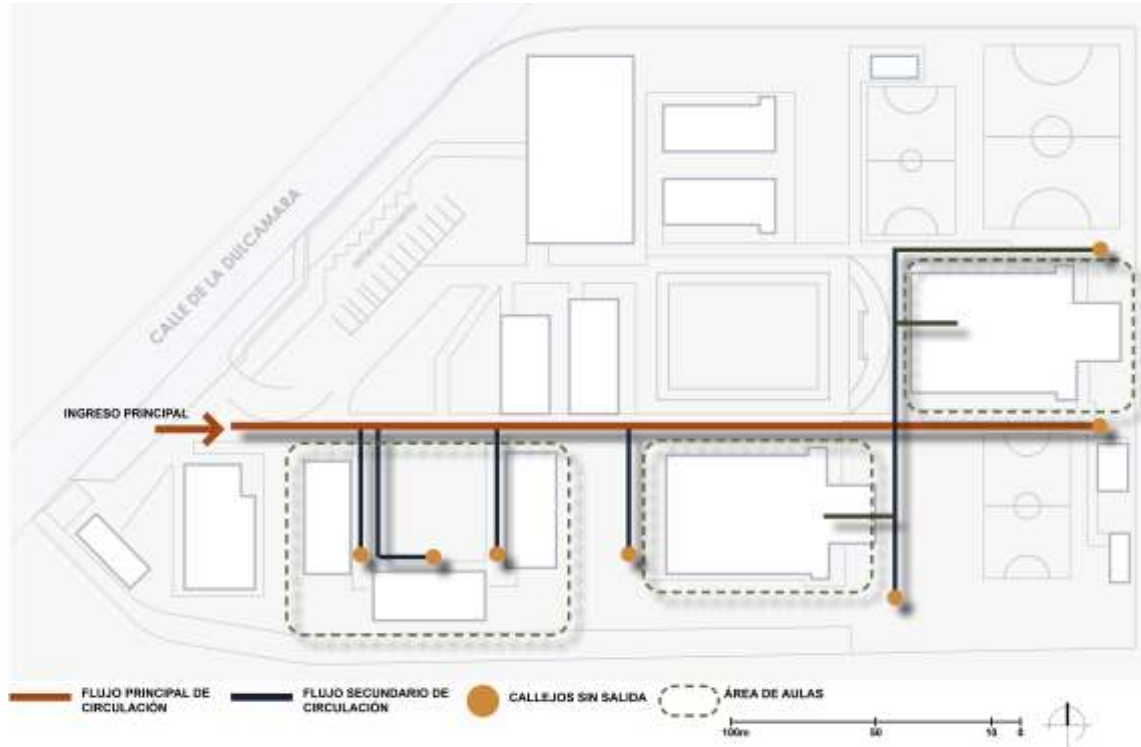 CALLE DE LA DULCAMARA
INGRESO PRINCIPAL
FLUJO PRINCIPAL DE
CIRCULACIÓN
FLUJO SECUNDARIO DE
CIRCULACIÓN
CALLEJOS SIN SALIDA
ÁREA DE AULAS
100m 50 10 0